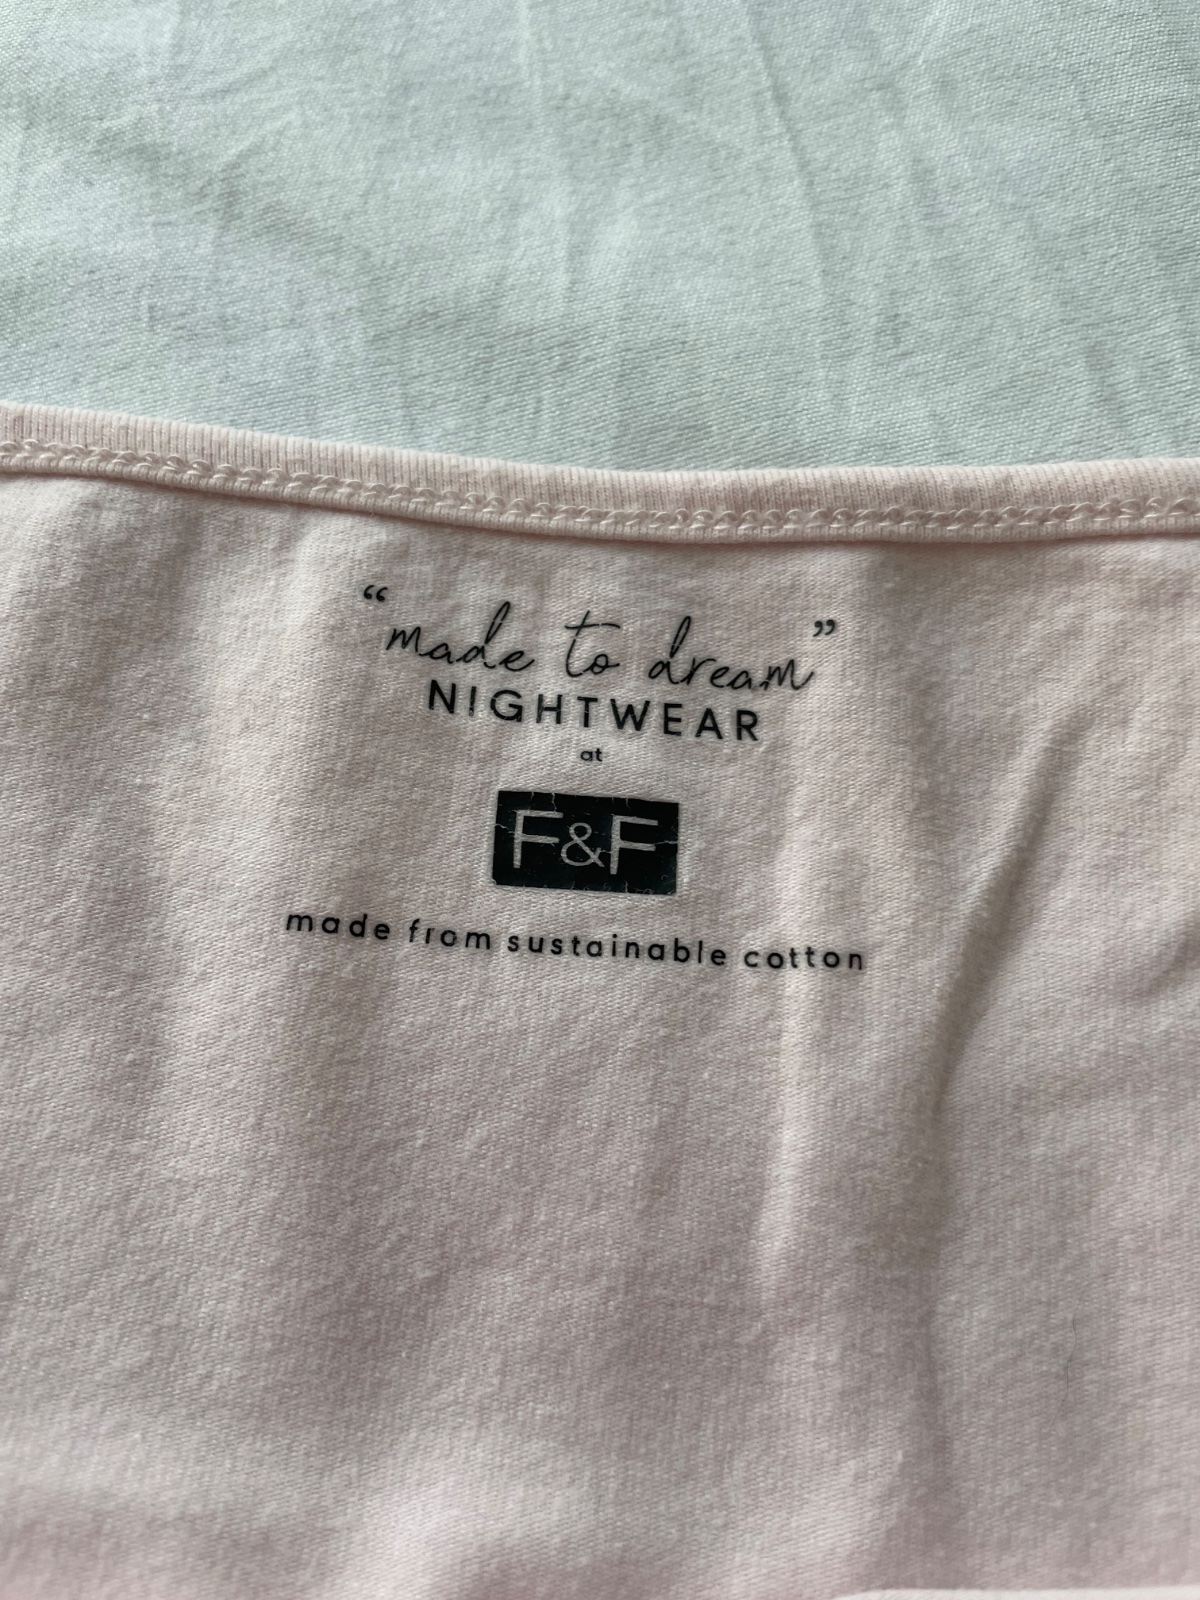 “made to dream”
NIGHTWEAR
at
F&F
made from sustainable cotton